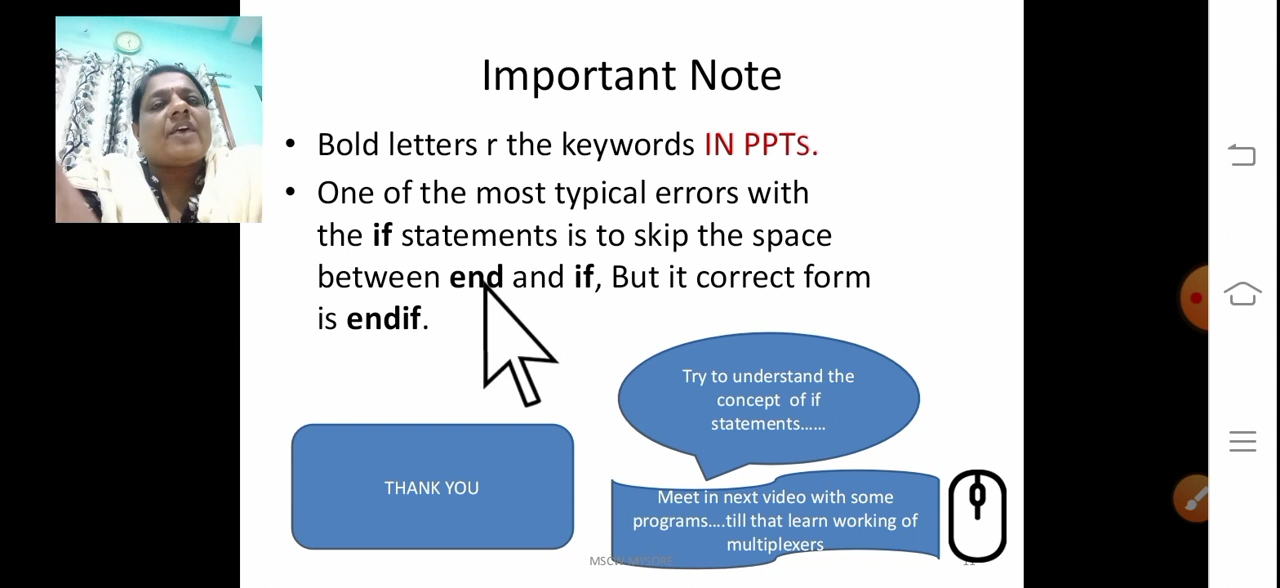 Important Note
• Bold letters r the keywords IN PPTs.
• One of the most typical errors with
the if statements is to skip the space
between end and if, But it correct form
is endif.
Try to understand the
concept of if
statements......
THANK YOU
Meet in next video with some
programs....till that learn working of
multiplexers
11